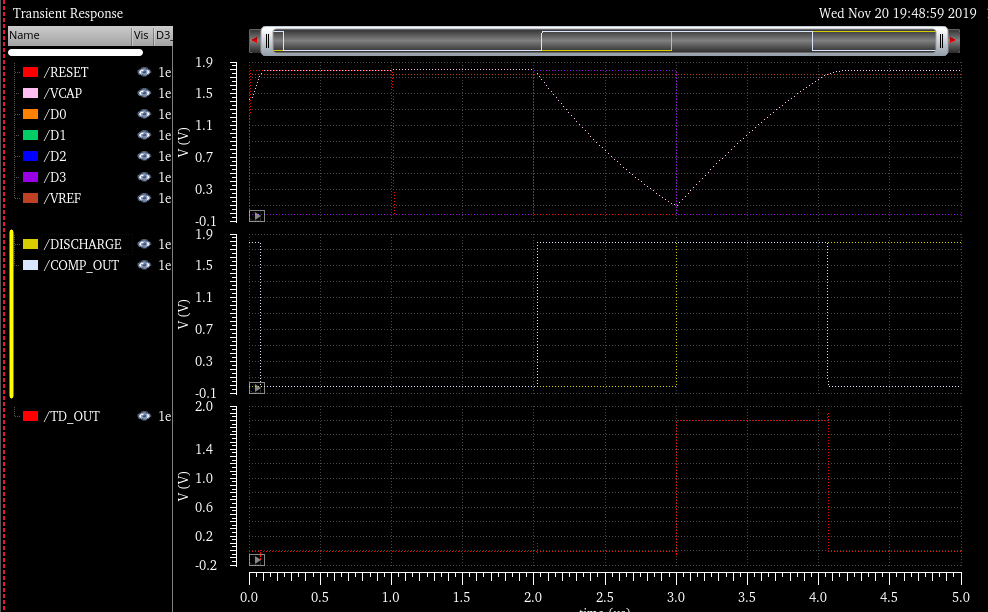 Transient Response
Wed Nov 20 19:48:59 2019
Name Vis D3_
/RESET 1e
/VCAP 1e
/D0 1e
/D1 1e
/D2 1e
/D3 1e
/VREF 1e
/DISCHARGE 1e
/COMP_OUT 1e
/TD_OUT 1e
V (V)
1.9
1.5
1.1
0.7
0.3
-0.1
V (V)
1.9
1.5
1.1
0.7
0.3
-0.1
V (V)
2.0
1.4
1.0
0.6
0.2
-0.2
0.0 0.5 1.0 1.5 2.0 2.5 3.0 3.5 4.0 4.5 5.0
time (us)